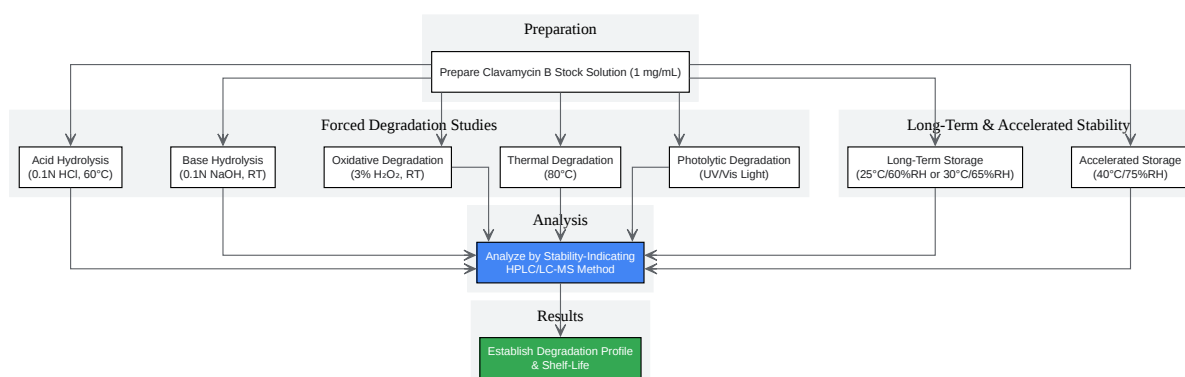 Preparation
Prepare Clavamycin B Stock Solution (1 mg/mL)
Forced Degradation Studies
Long-Term & Accelerated Stability
Acid Hydrolysis
(0.1N HCl, 60°C)
Base Hydrolysis
(0.1N NaOH, RT)
Oxidative Degradation
(3% H₂O₂, RT)
Thermal Degradation
(80°C)
Photolytic Degradation
(UV/Vis Light)
Long-Term Storage
(25°C/60%RH or 30°C/65%RH)
Accelerated Storage
(40°C/75%RH)
Analysis
Analyze by Stability-Indicating
HPLC/LC-MS Method
Results
Establish Degradation Profile
& Shelf-Life